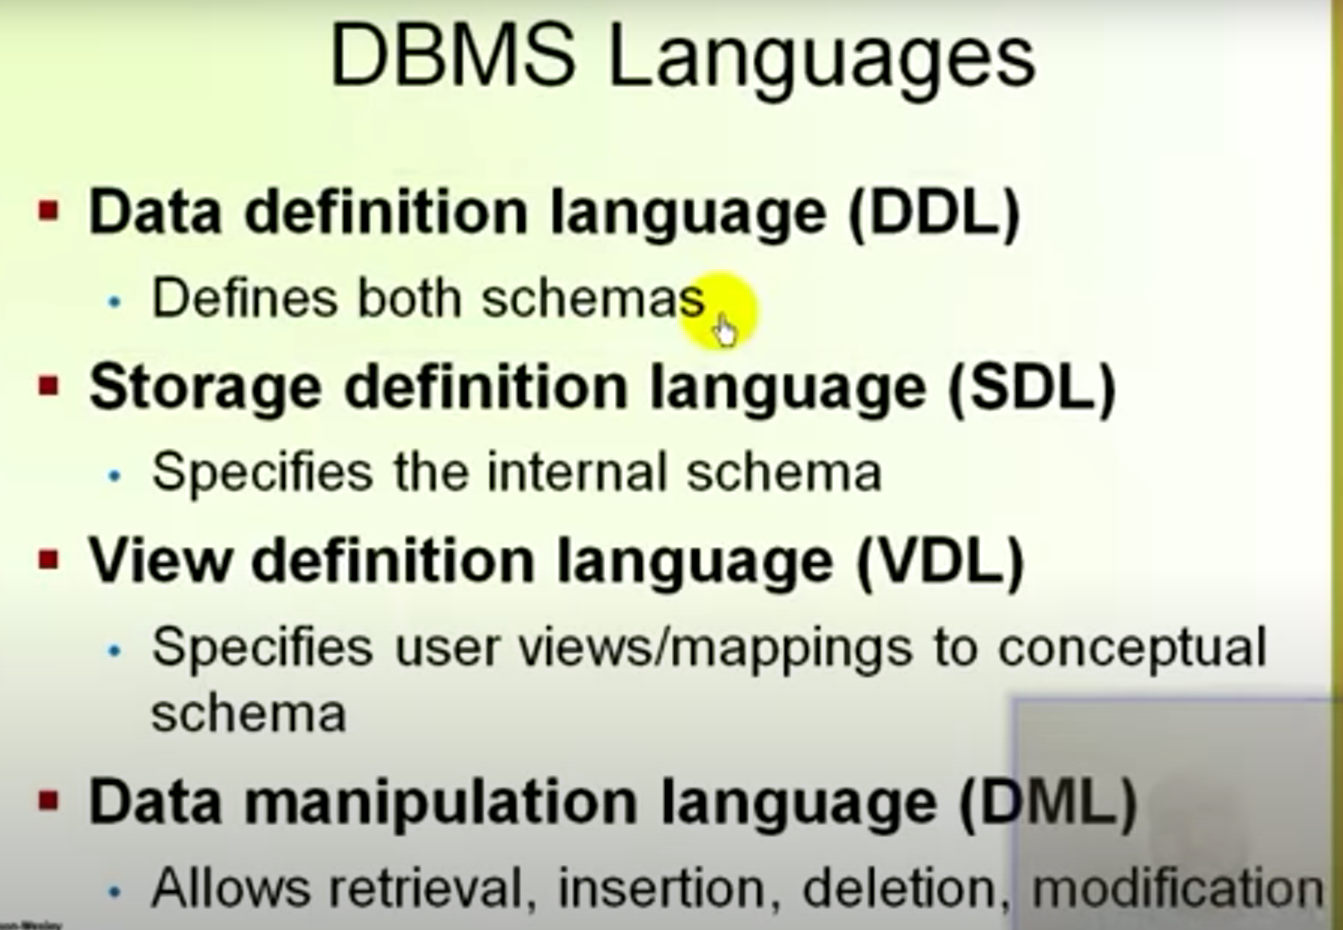 DBMS Languages
▪ Data definition language (DDL)
• Defines both schemas
▪ Storage definition language (SDL)
• Specifies the internal schema
▪ View definition language (VDL)
• Specifies user views/mappings to conceptual
schema
▪ Data manipulation language (DML)
• Allows retrieval, insertion, deletion, modification